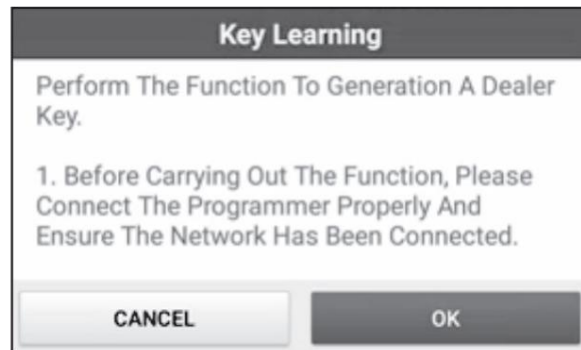 Key Learning
Perform The Function To Generation A Dealer
Key.
1. Before Carrying Out The Function, Please
Connect The Programmer Properly And
Ensure The Network Has Been Connected.
CANCEL
OK